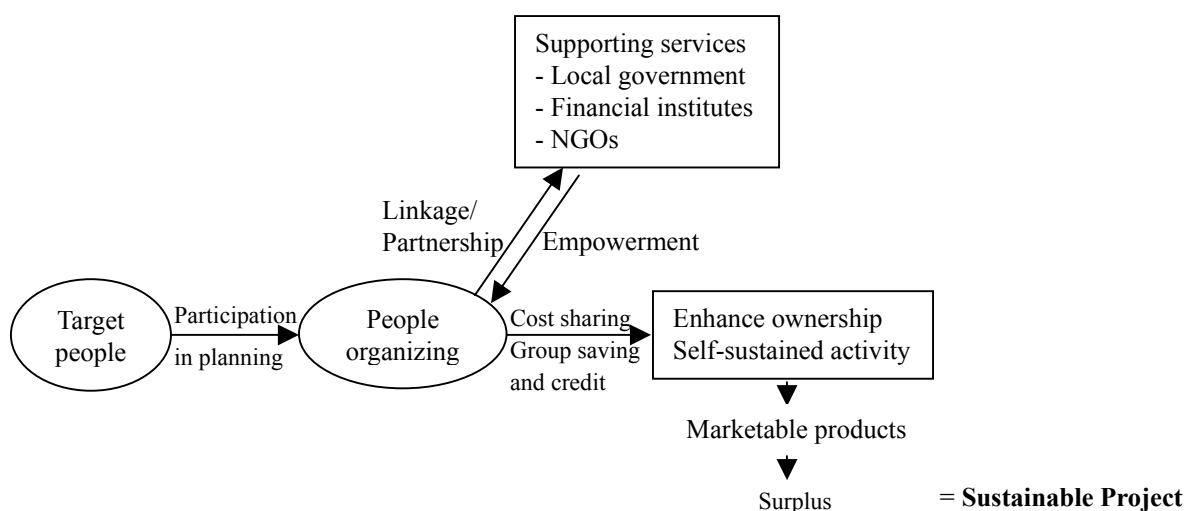 Supporting services
- Local government
- Financial institutes
- NGOs
Linkage/
Partnership
Empowerment
Target
people
Participation
in planning
People
organizing
Cost sharing
Group saving
and credit
Enhance ownership
Self-sustained activity
Marketable products
Surplus
= Sustainable Project